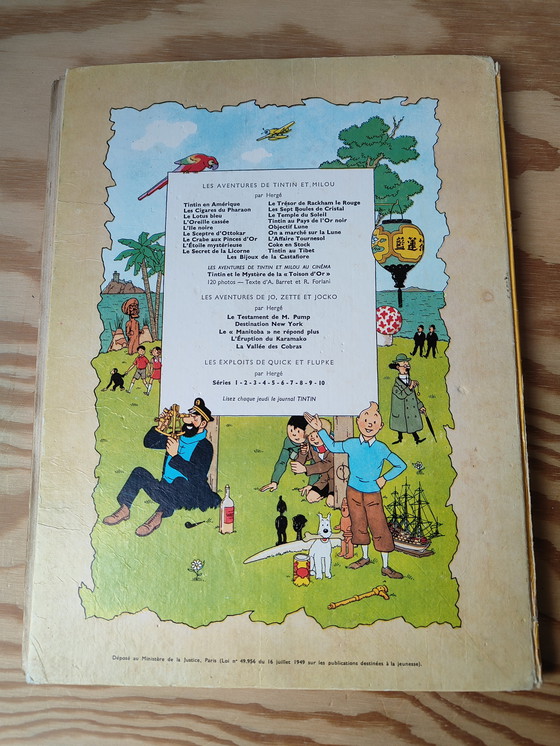 LES AVENTURES DE TINTIN ET MILOU
par Hergé
Tintin en Amérique
Les Cigares du Pharaon
Le Lotus bleu
L'Oreille cassée
L'Ile noire
Le Sceptre d'Ottokar
Le Crabe aux Pinces d'Or
L'Étoile mystérieuse
Le Secret de la Licorne
Le Trésor de Rackham le Rouge
Les Sept Boules de Cristal
Le Temple du Soleil
Tintin au Pays de l'Or noir
Objectif Lune
On a marché sur la Lune
L'Affaire Tournesol
Coke en Stock
Tintin au Tibet
Les Bijoux de la Castafiore
LES AVENTURES DE TINTIN ET MILOU AU CINÉMA
Tintin et le Mystère de la « Toison d'Or »
120 photos — Texte d'A. Barret et R. Forlani
LES AVENTURES DE JO, ZETTE ET JOCKO
par Hergé
Le Testament de M. Pump
Destination New York
Le « Manitoba » ne répond plus
L'Éruption du Karamako
La Vallée des Cobras
LES EXPLOITS DE QUICK ET FLUPKE
par Hergé
Séries 1 - 2 - 3 - 4 - 5 - 6 - 7 - 8 - 9 - 10
Lisez chaque jeudi le journal TINTIN
Déposé au Ministère de la Justice, Paris (Loi n° 49.956 du 16 juillet 1949 sur les publications destinées à la jeunesse).